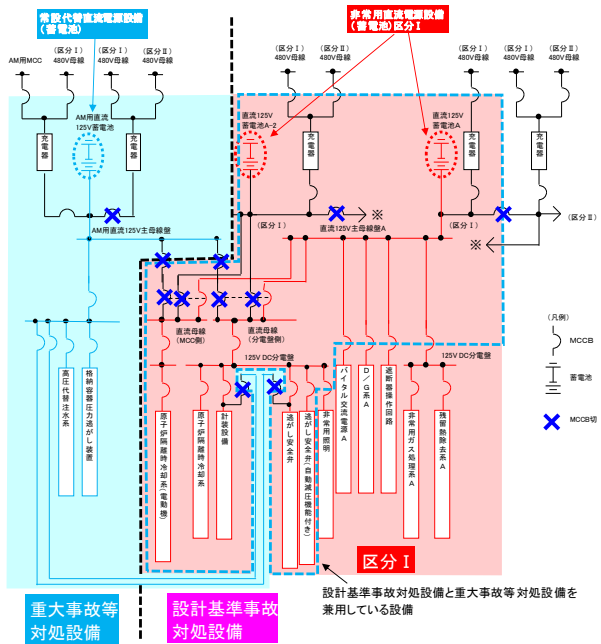 常設代替直流電源設備
(蓄電池)
非常用直流電源設備
(蓄電池)区分Ⅰ
AM用MCC
(区分Ⅰ)
480V母線
(区分Ⅰ)
480V母線
(区分Ⅱ)
480V母線
(区分Ⅰ)
480V母線
(区分Ⅱ)
480V母線
(区分Ⅰ)
480V母線
(区分Ⅱ)
480V母線
AM用直流
125V蓄電池
直流125V
蓄電池A-2
直流125V
蓄電池A
充電器
充電器
充電器
充電器
充電器
※
(区分Ⅰ)
(区分Ⅰ)
(区分Ⅱ)
※
AM用直流125V主母線盤
直流125V主母線盤A
直流母線
(MCC側)
直流母線
(分電盤側)
125V DC分電盤
125V DC分電盤
(凡例)
MCCB
蓄電池
MCCB切
高圧代替注水系
格納容器圧力逃がし装置
原子炉隔離時冷却系(電動機)
原子炉隔離時冷却系
計装設備
逃がし安全弁
逃がし安全弁(自動減圧機能付き)
非常用照明
バイタル交流電源A
D/G系A
遮断器操作回路
非常用ガス処理系A
残留熱除去系A
区分Ⅰ
設計基準事故対処設備と重大事故等対処設備を
兼用している設備
重大事故等
対処設備
設計基準事故
対処設備